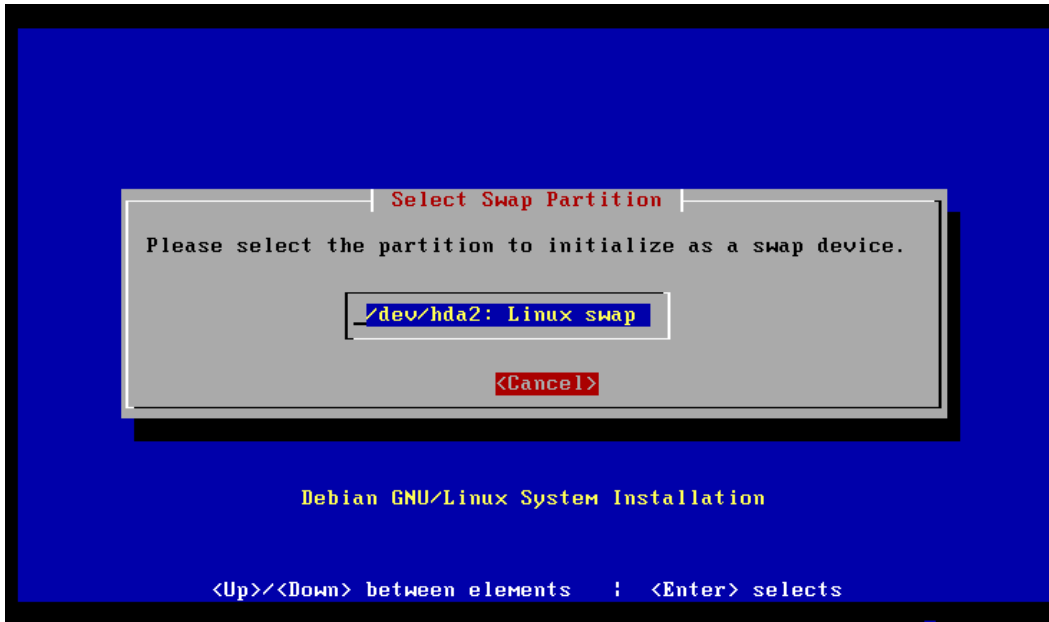 Select Swap Partition
Please select the partition to initialize as a swap device.
/dev/hda2: Linux swap
<Cancel>
Debian GNU/Linux System Installation
<Up>/<Down> between elements ¦ <Enter> selects